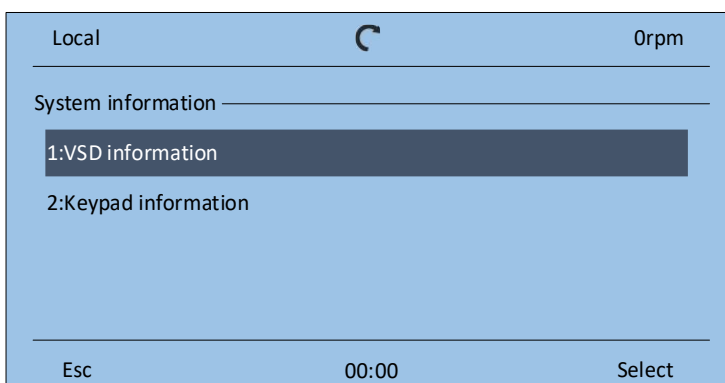 Local 0rpm
System information
1:VSD information
2:Keypad information
Esc 00:00 Select